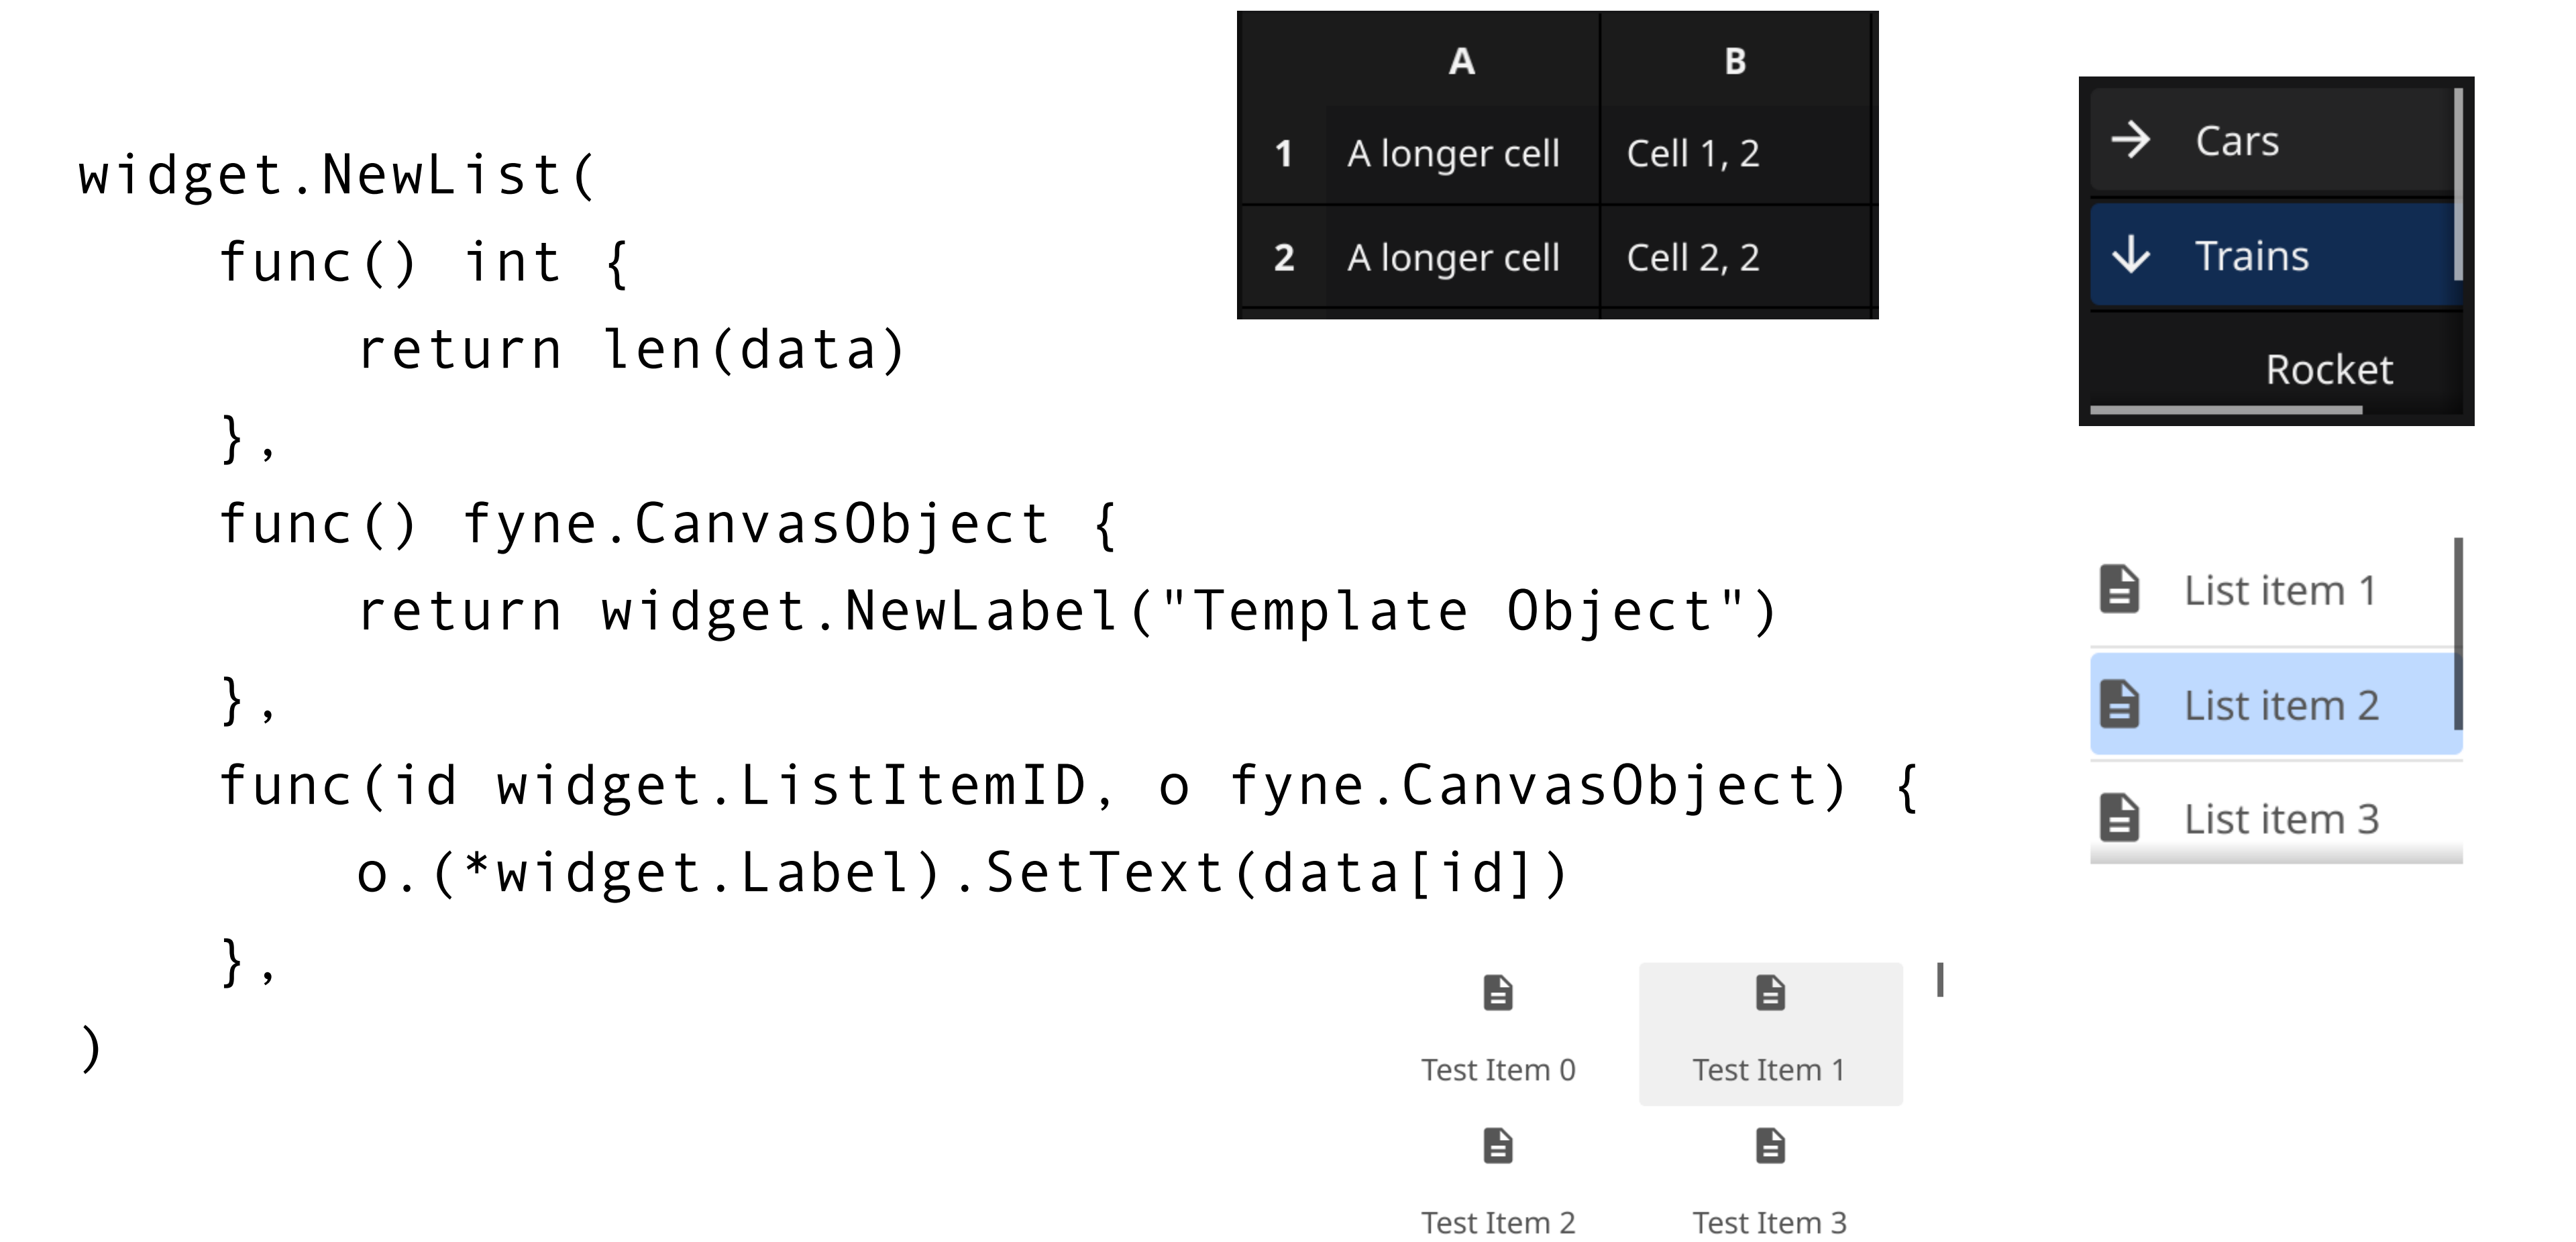 widget.NewList(
    func() int {
        return len(data)
    },
    func() fyne.CanvasObject {
        return widget.NewLabel("Template Object")
    },
    func(id widget.ListItemID, o fyne.CanvasObject) {
        o.(*widget.Label).SetText(data[id])
    },
)
A B
1 A longer cell Cell 1, 2
2 A longer cell Cell 2, 2
Cars
Trains
Rocket
List item 1
List item 2
List item 3
Test Item 0 Test Item 1
Test Item 2 Test Item 3